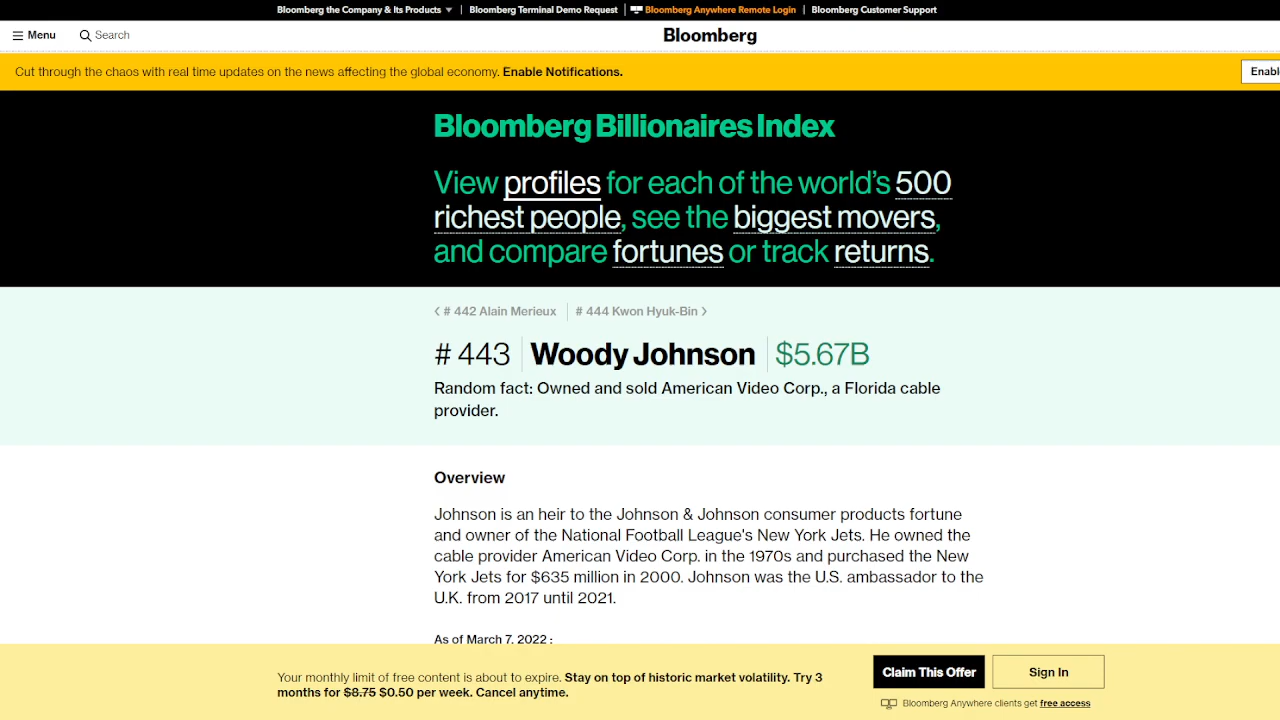 Bloomberg the Company & Its Products
Bloomberg Terminal Demo Request
Bloomberg Anywhere Remote Login
Bloomberg Customer Support
Menu
Search
Bloomberg
Cut through the chaos with real time updates on the news affecting the global economy. Enable Notifications.
Enabl
Bloomberg Billionaires Index
View profiles for each of the world's 500
richest people, see the biggest movers,
and compare fortunes or track returns.
# 442 Alain Merieux
# 444 Kwon Hyuk-Bin
# 443 Woody Johnson $5.67B
Random fact: Owned and sold American Video Corp., a Florida cable
provider.
Overview
Johnson is an heir to the Johnson & Johnson consumer products fortune
and owner of the National Football League's New York Jets. He owned the
cable provider American Video Corp. in the 1970s and purchased the New
York Jets for $635 million in 2000. Johnson was the U.S. ambassador to the
U.K. from 2017 until 2021.
As of March 7, 2022 :
Your monthly limit of free content is about to expire. Stay on top of historic market volatility. Try 3
months for $8.75 $0.50 per week. Cancel anytime.
Claim This Offer
Sign In
Bloomberg Anywhere clients get free access